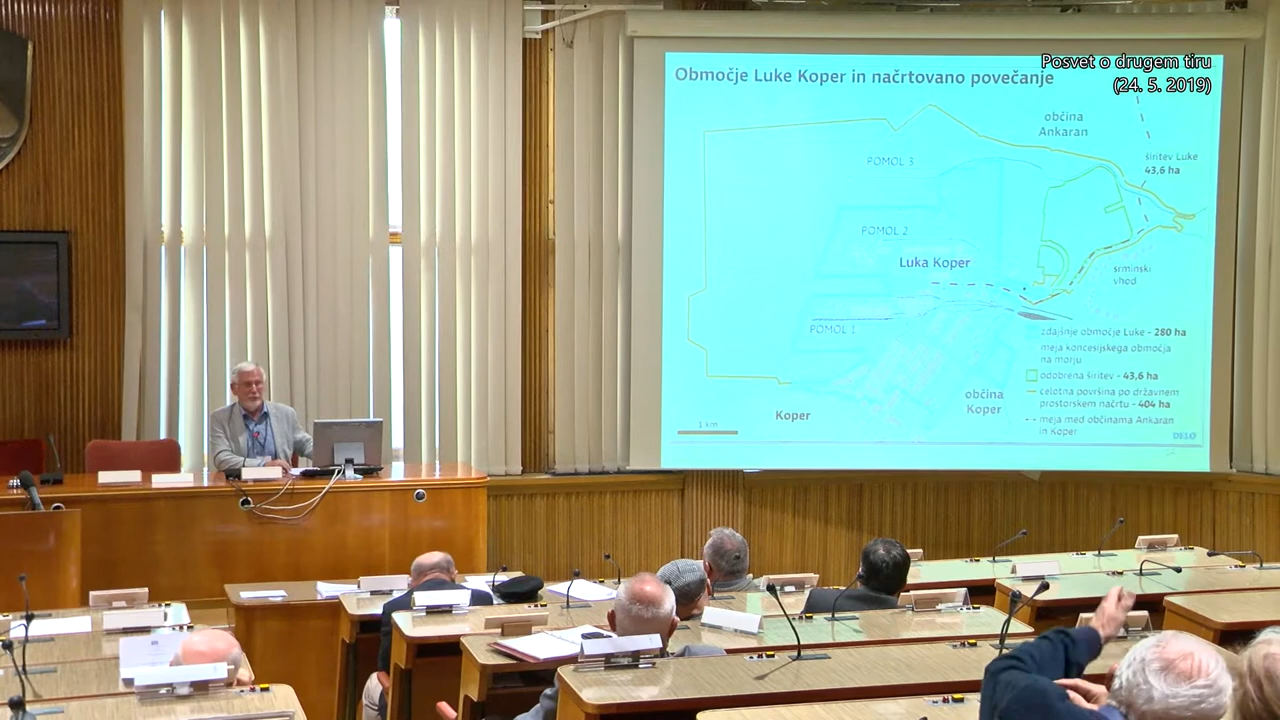 Posvet o drugem tiru
(24. 5. 2019)
Območje Luke Koper in načrtovano povečanje
občina
Ankaran
širitev Luke
43,6 ha
POMOL 3
POMOL 2
Luka Koper
srminski
vhod
POMOL 1
zdajšnje območje Luke - 280 ha
meja koncesijskega območja
na morju
odobrena širitev - 43,6 ha
celotna površina po državnem
prostorskem načrtu - 404 ha
meja med občinama Ankaran
in Koper
občina
Koper
Koper
1 km
DELO